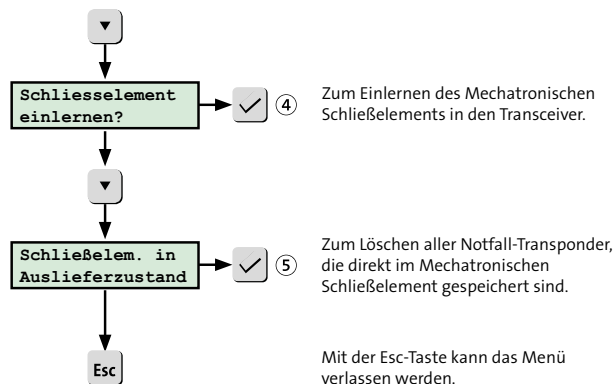 Schliesselement
einlernen?
④
Zum Einlernen des Mechatronischen
Schließelements in den Transceiver.
Schließelem. in
Auslieferzustand
⑤
Zum Löschen aller Notfall-Transponder,
die direkt im Mechatronischen
Schließelement gespeichert sind.
Esc
Mit der Esc-Taste kann das Menü
verlassen werden.